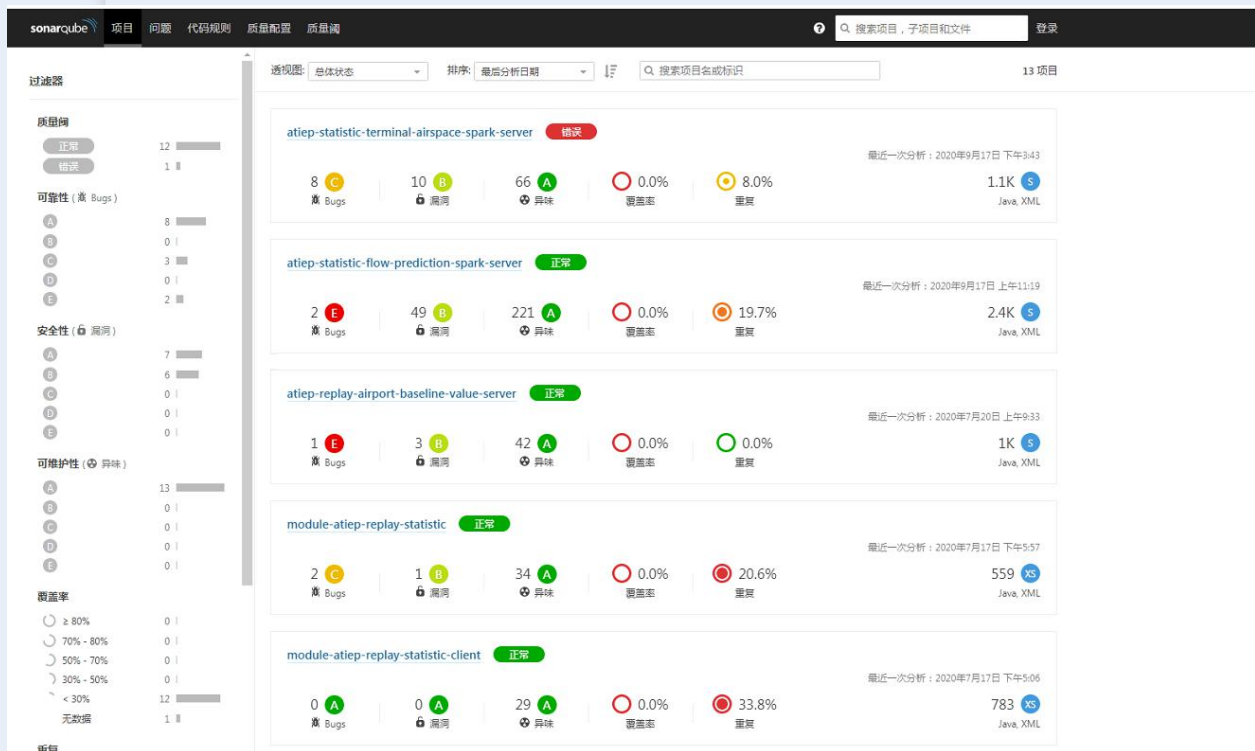 sonarqube 项目 问题 代码规则 质量配置 质量阈 搜索项目，子项目和文件 登录
过滤器
质量阀
正常 12
错误 1
可靠性 ( Bugs )
A 8
B 0
C 3
D 0
E 2
安全性 ( 漏洞 )
A 7
B 6
C 0
D 0
E 0
可维护性 ( 异味 )
A 13
B 0
C 0
D 0
E 0
覆盖率
≥ 80% 0
70% - 80% 0
50% - 70% 0
30% - 50% 0
< 30% 12
无数据 1
重复
透视图: 总体状态 排序: 最后分析日期 搜索项目名或标识 13 项目
atiep-statistic-terminal-airspace-spark-server 错误
最近一次分析：2020年9月17日 下午3:43
8 C 10 B 66 A 0.0% 8.0% 1.1K S
Bugs 漏洞 异味 覆盖率 重复 Java, XML
atiep-statistic-flow-prediction-spark-server 正常
最近一次分析：2020年9月17日 上午11:19
2 E 49 B 221 A 0.0% 19.7% 2.4K S
Bugs 漏洞 异味 覆盖率 重复 Java, XML
atiep-replay-airport-baseline-value-server 正常
最近一次分析：2020年7月20日 上午9:33
1 E 3 B 42 A 0.0% 0.0% 1K S
Bugs 漏洞 异味 覆盖率 重复 Java, XML
module-atiep-replay-statistic 正常
最近一次分析：2020年7月17日 下午5:57
2 C 1 B 34 A 0.0% 20.6% 559 XS
Bugs 漏洞 异味 覆盖率 重复 Java, XML
module-atiep-replay-statistic-client 正常
最近一次分析：2020年7月17日 下午5:06
0 A 0 A 29 A 0.0% 33.8% 783 XS
Bugs 漏洞 异味 覆盖率 重复 Java, XML